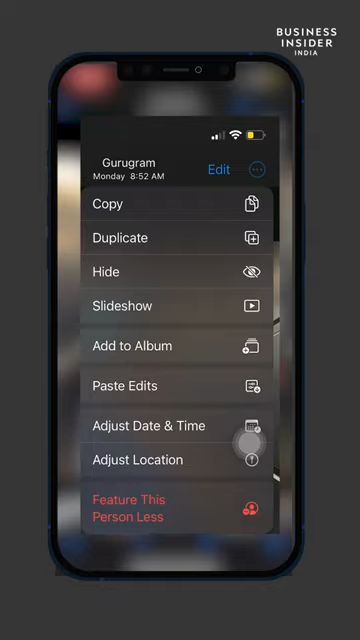 BUSINESS
INSIDER
INDIA
Gurugram
Monday 8:52 AM
Edit
Copy
Duplicate
Hide
Slideshow
Add to Album
Paste Edits
Adjust Date & Time
Adjust Location
Feature This
Person Less